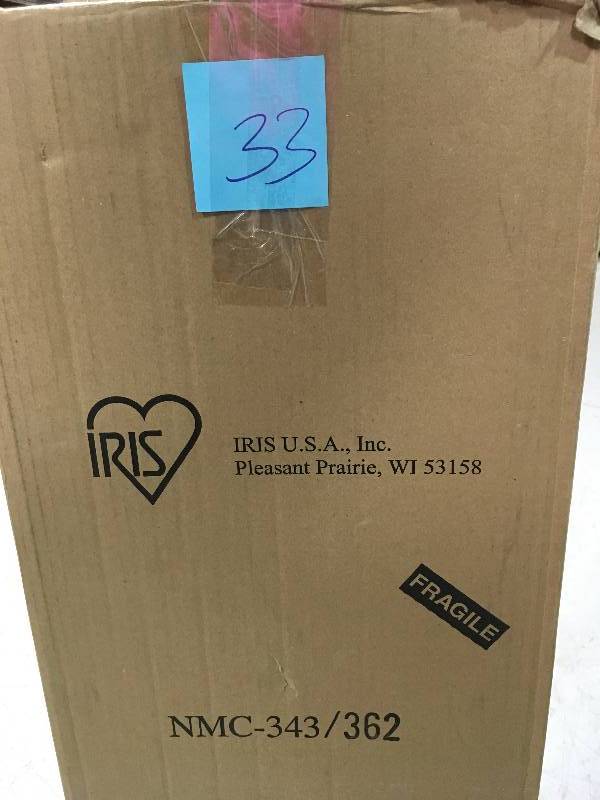 33
IRIS
IRIS U.S.A., Inc.
Pleasant Prairie, WI 53158
FRAGILE
NMC-343/362